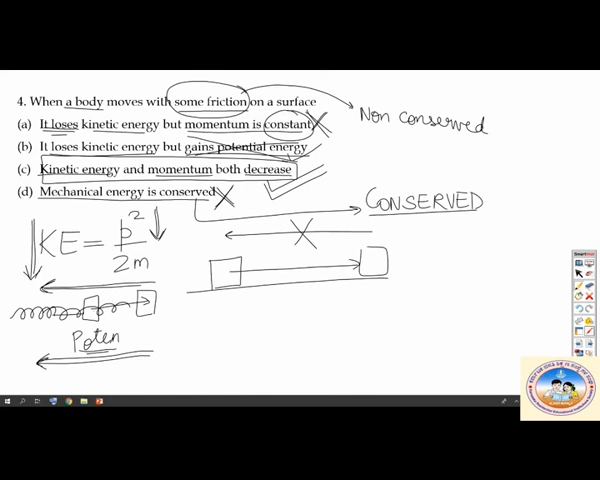 4. When a body moves with some friction on a surface
(a) It loses kinetic energy but momentum is constant
Non conserved
(b) It loses kinetic energy but gains potential energy
(c) Kinetic energy and momentum both decrease
(d) Mechanical energy is conserved
CONSERVED
KE = p²
2m
Poten